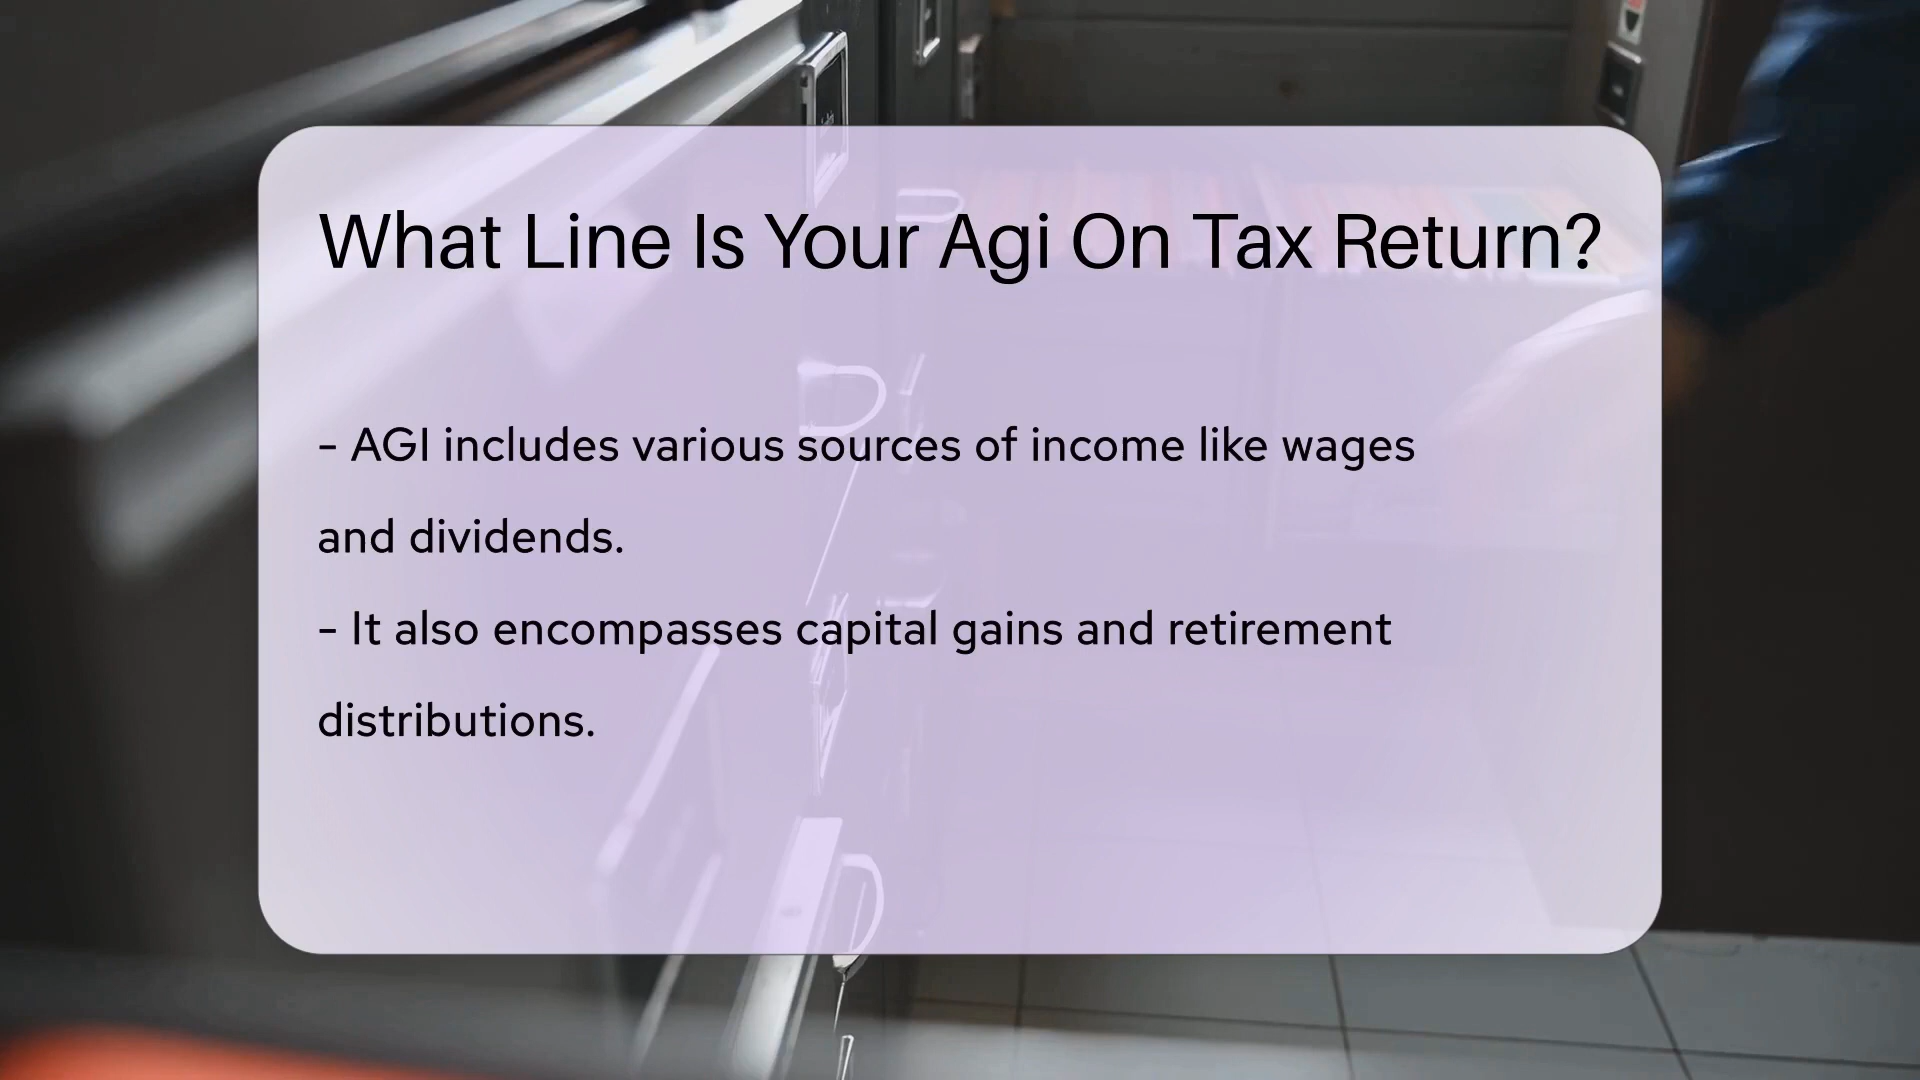 What Line Is Your Agi On Tax Return?
- AGI includes various sources of income like wages
and dividends.
- It also encompasses capital gains and retirement
distributions.